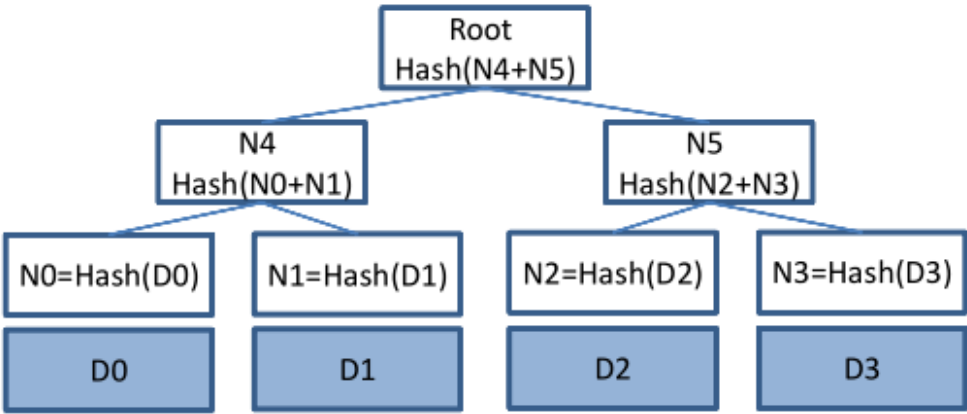 Root
Hash(N4+N5)
N4
Hash(N0+N1)
N5
Hash(N2+N3)
N0=Hash(D0)
N1=Hash(D1)
N2=Hash(D2)
N3=Hash(D3)
D0
D1
D2
D3